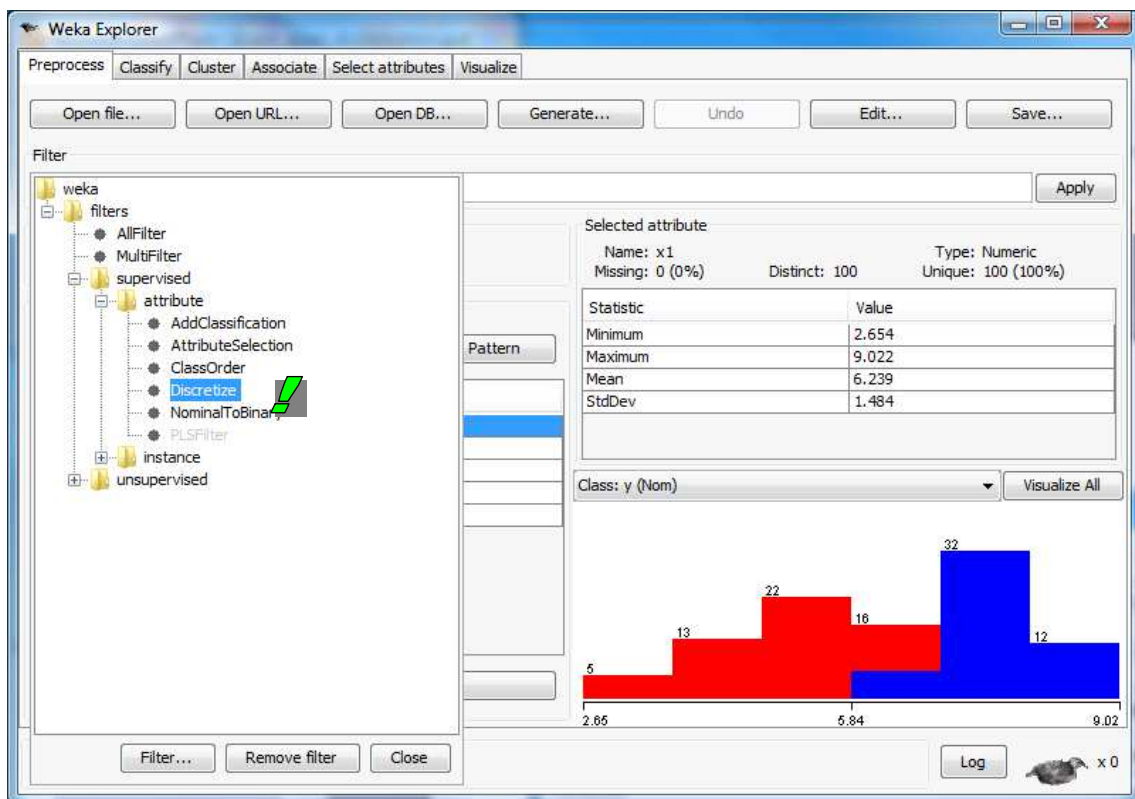 Weka Explorer
Preprocess Classify Cluster Associate Select attributes Visualize
Open file... Open URL... Open DB... Generate... Undo Edit... Save...
Filter
weka
filters
AllFilter
MultiFilter
supervised
attribute
AddClassification
AttributeSelection
ClassOrder
Discretize
NominalToBinary
PLSFilter
instance
unsupervised
Filter... Remove filter Close
Apply
Pattern
Selected attribute
Name: x1 Type: Numeric
Missing: 0 (0%) Distinct: 100 Unique: 100 (100%)
Statistic Value
Minimum 2.654
Maximum 9.022
Mean 6.239
StdDev 1.484
Class: y (Nom) Visualize All
32
22
16
13 12
5
2.65 5.84 9.02
Log x 0